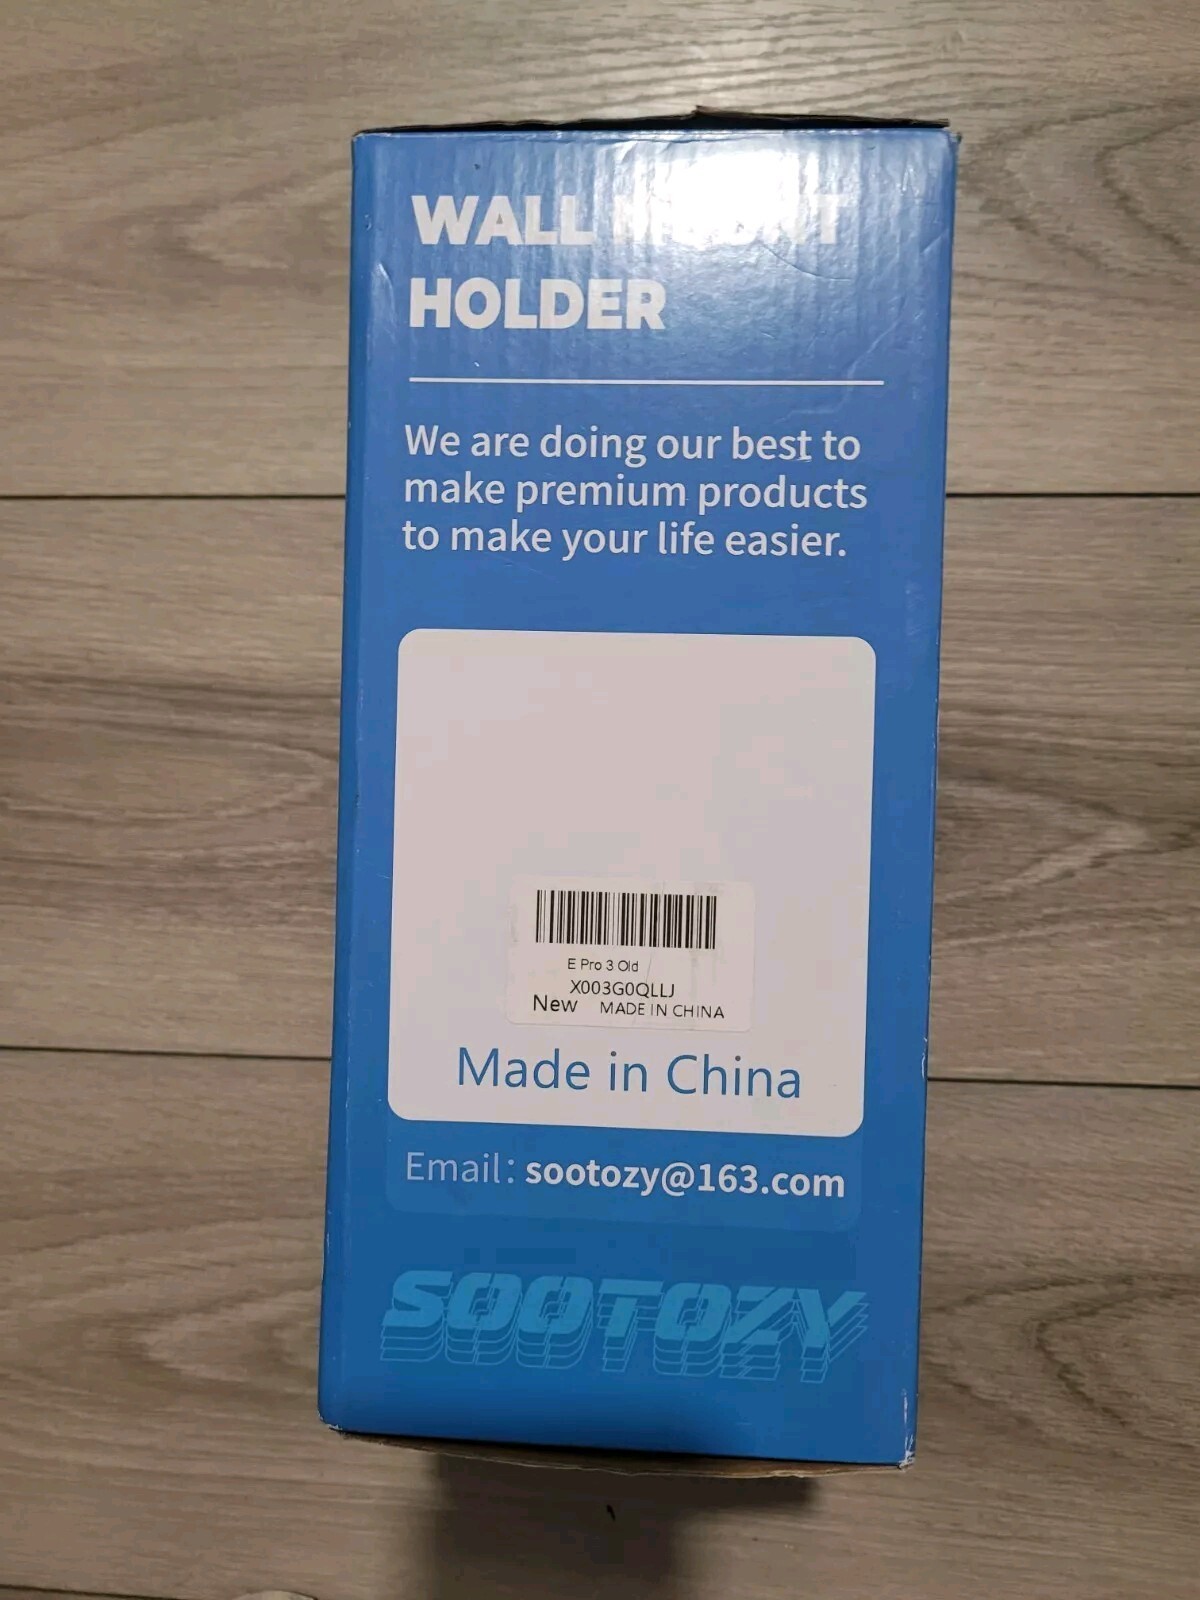 WALL MOUNT
HOLDER
We are doing our best to
make premium products
to make your life easier.
E Pro 3 Old
X003G0QLLJ
New MADE IN CHINA
Made in China
Email: sootozy@163.com
SOOTOZY